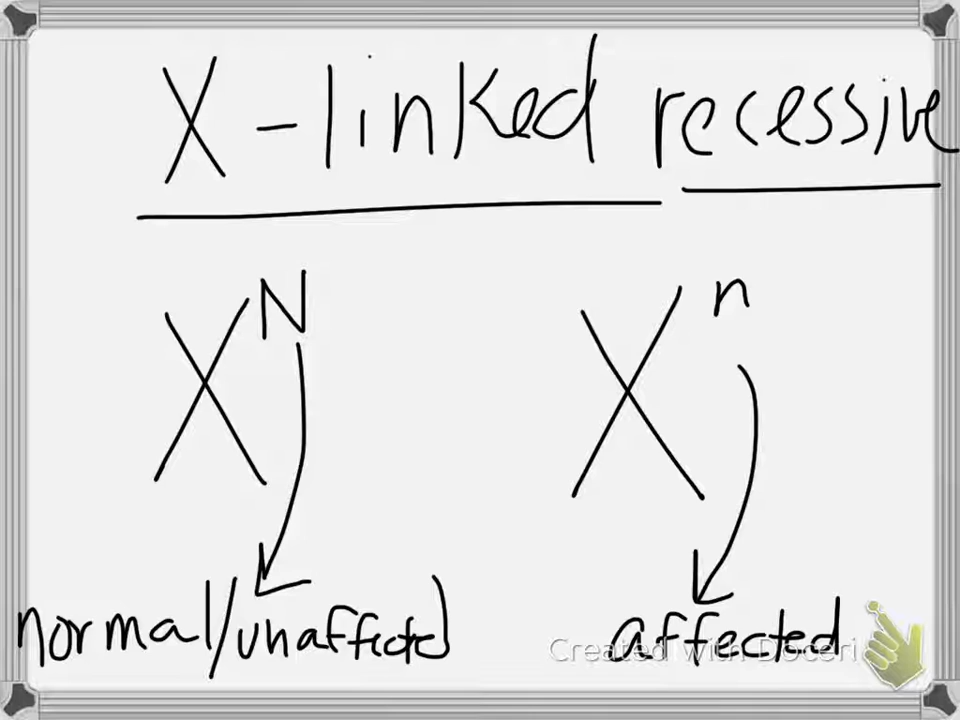 X-linked recessive
X^N X^n
normal/unaffected affected
Created with Doceri